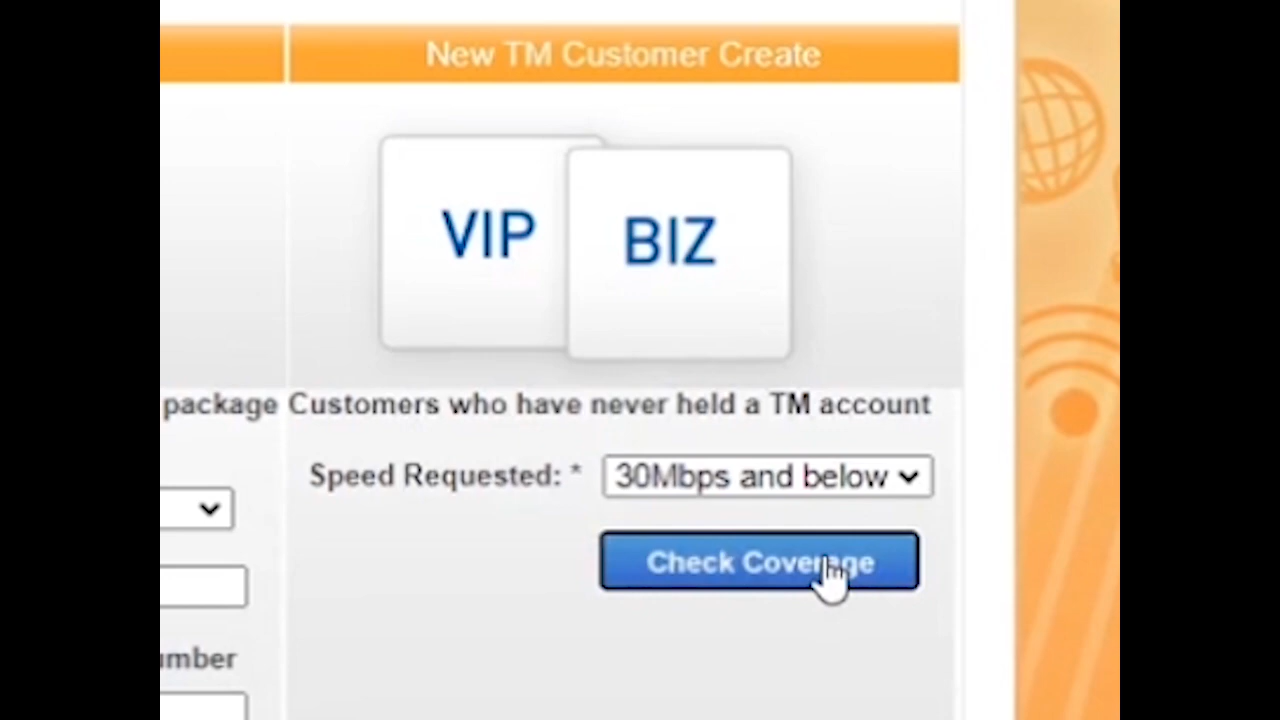 New TM Customer Create
VIP
BIZ
package
Customers who have never held a TM account
Speed Requested: *
30Mbps and below
Check Coverage
umber